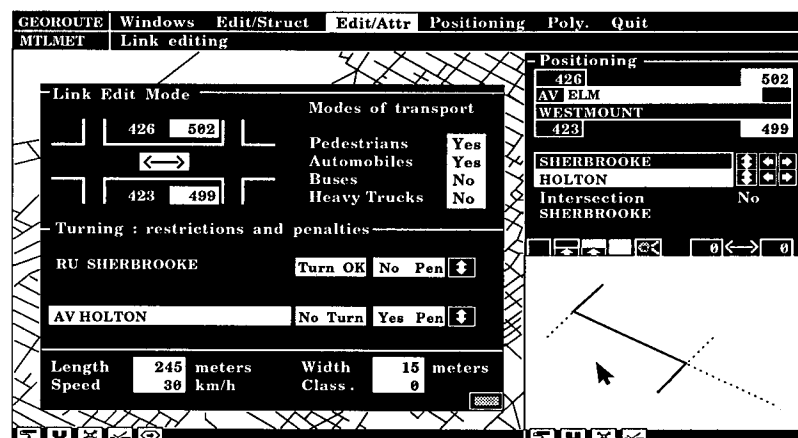 GEOROUTE Windows Edit/Struct Edit/Attr Positioning Poly. Quit
MTLMET Link editing
Link Edit Mode
426 502
423 499
Modes of transport
Pedestrians Yes
Automobiles Yes
Buses No
Heavy Trucks No
Turning : restrictions and penalties
RU SHERBROOKE Turn OK No Pen
AV HOLTON No Turn Yes Pen
Length 245 meters Width 15 meters
Speed 30 km/h Class. 0
Positioning
426 502
AV ELM
WESTMOUNT
423 499
SHERBROOKE
HOLTON
Intersection No
SHERBROOKE
0 0